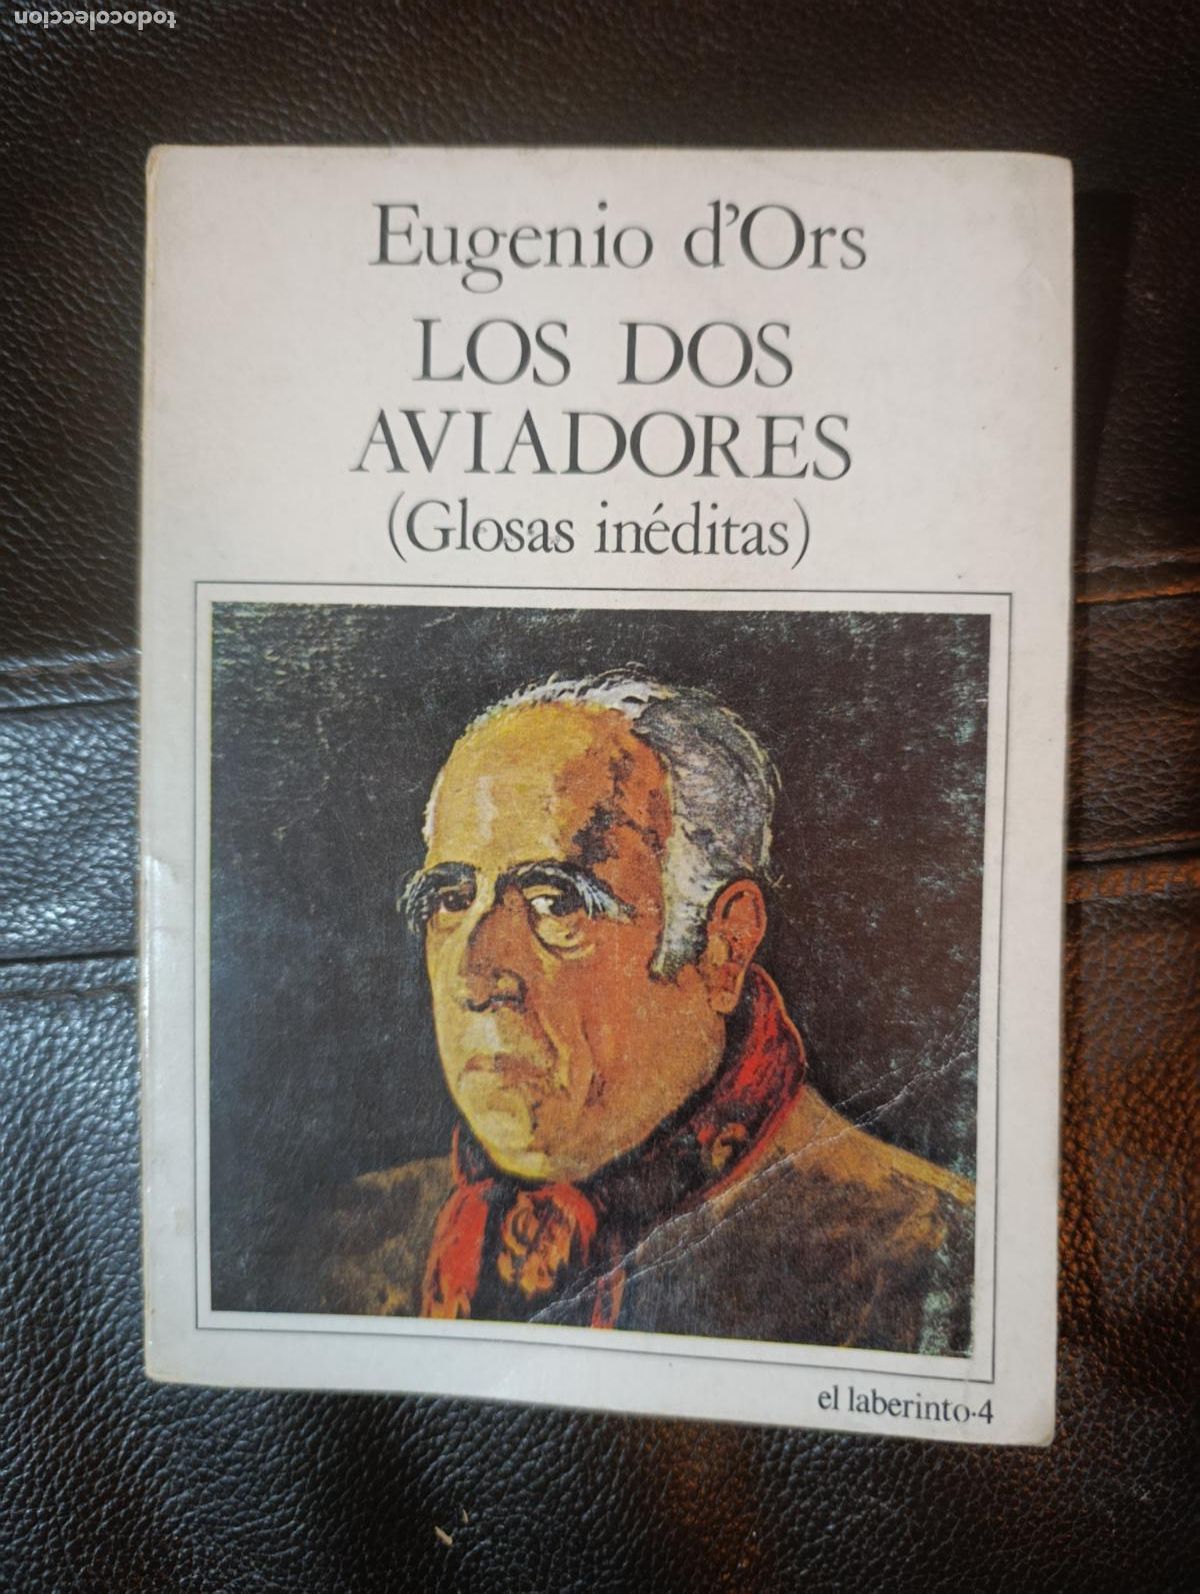 todocoleccion
Eugenio d'Ors
LOS DOS
AVIADORES
(Glosas inéditas)
el laberinto·4